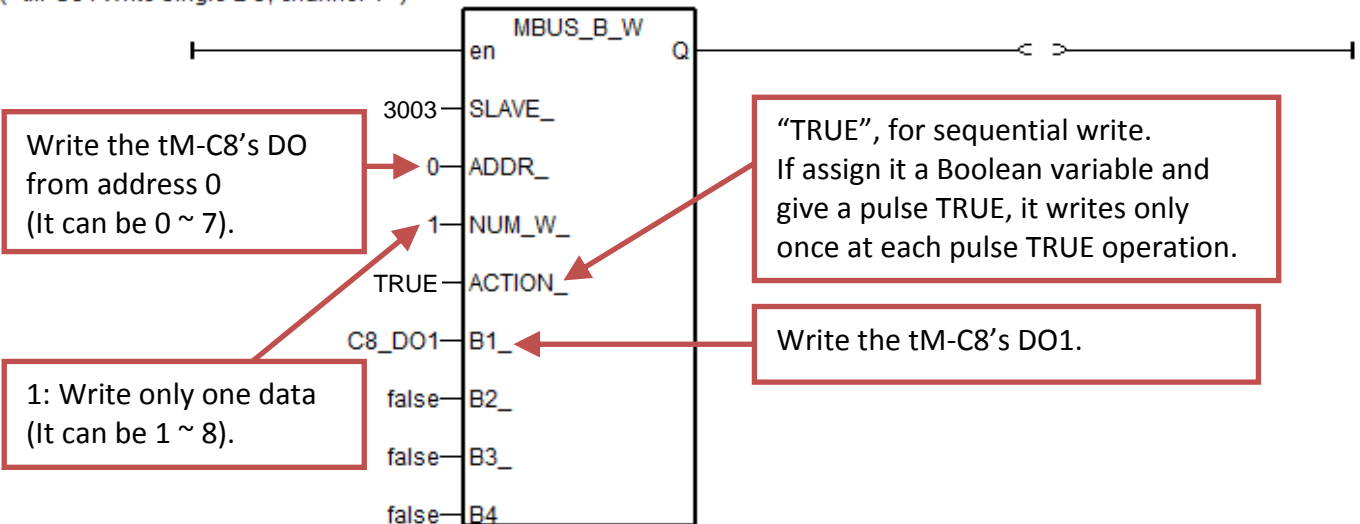 MBUS_B_W
en Q
3003 SLAVE_
0 ADDR_
1 NUM_W_
TRUE ACTION_
C8_DO1 B1_
false B2_
false B3_
false B4
Write the tM-C8’s DO
from address 0
(It can be 0 ~ 7).
1: Write only one data
(It can be 1 ~ 8).
“TRUE”, for sequential write.
If assign it a Boolean variable and
give a pulse TRUE, it writes only
once at each pulse TRUE operation.
Write the tM-C8’s DO1.